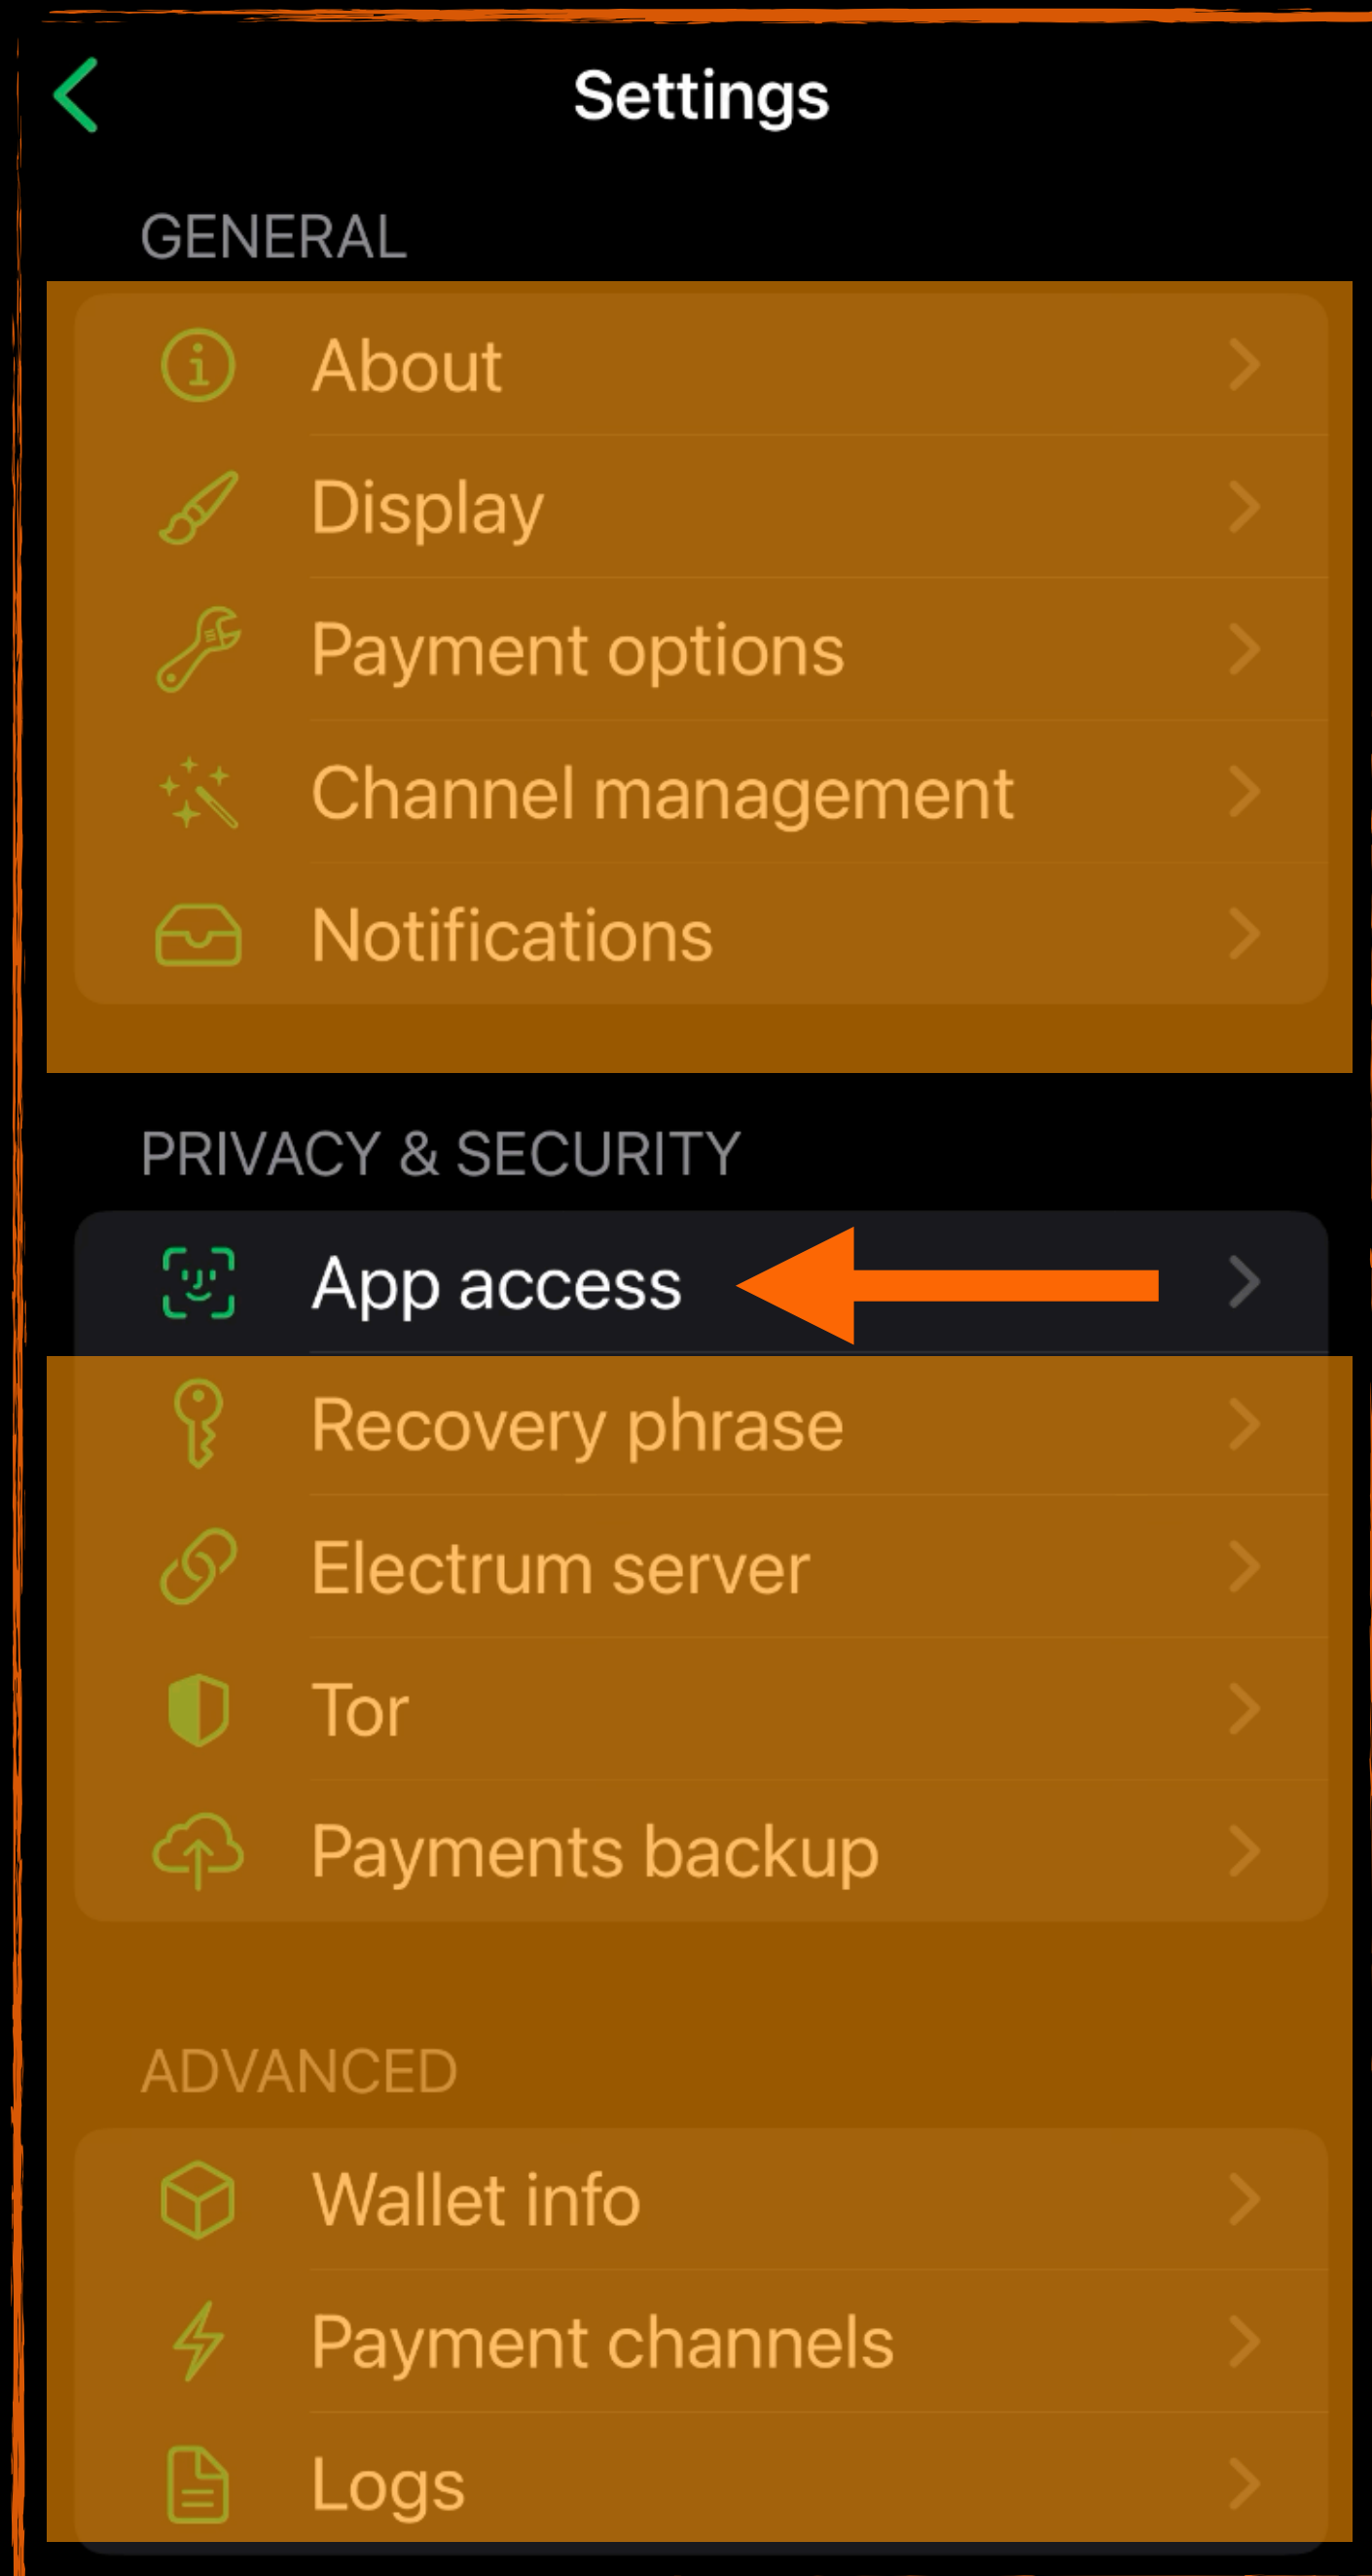 Settings
GENERAL
About
Display
Payment options
Channel management
Notifications
PRIVACY & SECURITY
App access
Recovery phrase
Electrum server
Tor
Payments backup
ADVANCED
Wallet info
Payment channels
Logs